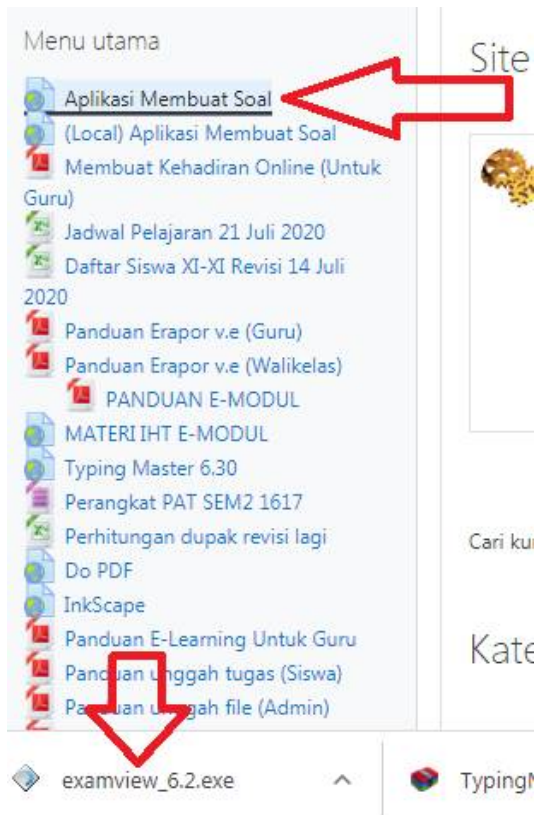 Menu utama
Aplikasi Membuat Soal
(Local) Aplikasi Membuat Soal
Membuat Kehadiran Online (Untuk
Guru)
Jadwal Pelajaran 21 Juli 2020
Daftar Siswa XI-XI Revisi 14 Juli
2020
Panduan Erapor v.e (Guru)
Panduan Erapor v.e (Walikelas)
PANDUAN E-MODUL
MATERI IHT E-MODUL
Typing Master 6.30
Perangkat PAT SEM2 1617
Perhitungan dupak revisi lagi
Do PDF
InkScape
Panduan E-Learning Untuk Guru
Panduan unggah tugas (Siswa)
Panduan unggah file (Admin)
Site
Cari
examview_6.2.exe